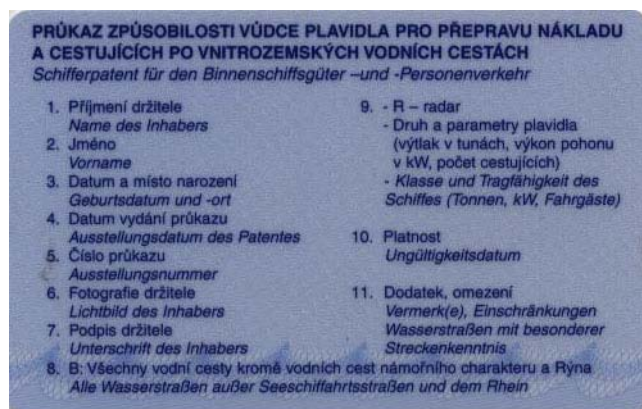 PRŮKAZ ZPŮSOBILOSTI VŮDCE PLAVIDLA PRO PŘEPRAVU NÁKLADU
A CESTUJÍCÍCH PO VNITROZEMSKÝCH VODNÍCH CESTÁCH
Schifferpatent für den Binnenschiffsgüter –und -Personenverkehr
1. Příjmení držitele
Name des Inhabers
2. Jméno
Vorname
3. Datum a místo narození
Geburtsdatum und -ort
4. Datum vydání průkazu
Ausstellungsdatum des Patentes
5. Číslo průkazu
Ausstellungsnummer
6. Fotografie držitele
Lichtbild des Inhabers
7. Podpis držitele
Unterschrift des Inhabers
9. - R – radar
- Druh a parametry plavidla
(výtlak v tunách, výkon pohonu
v kW, počet cestujících)
- Klasse und Tragfähigkeit des
Schiffes (Tonnen, kW, Fahrgäste)
10. Platnost
Ungültigkeitsdatum
11. Dodatek, omezení
Vermerk(e), Einschränkungen
Wasserstraßen mit besonderer
Streckenkenntnis
8. B: Všechny vodní cesty kromě vodních cest námořního charakteru a Rýna
Alle Wasserstraßen außer Seeschiffahrtsstraßen und dem Rhein